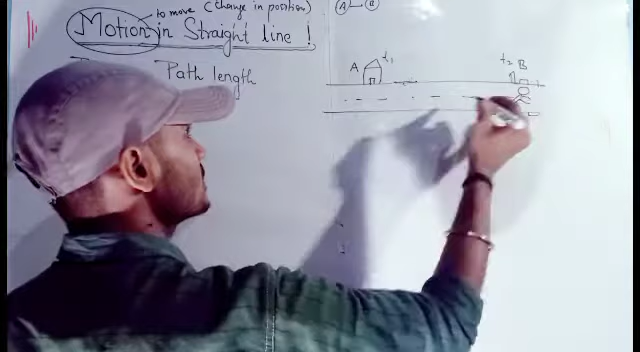 to move (change in position)
A B
Motion in Straight line !
Path length
A t₁
t₂ B